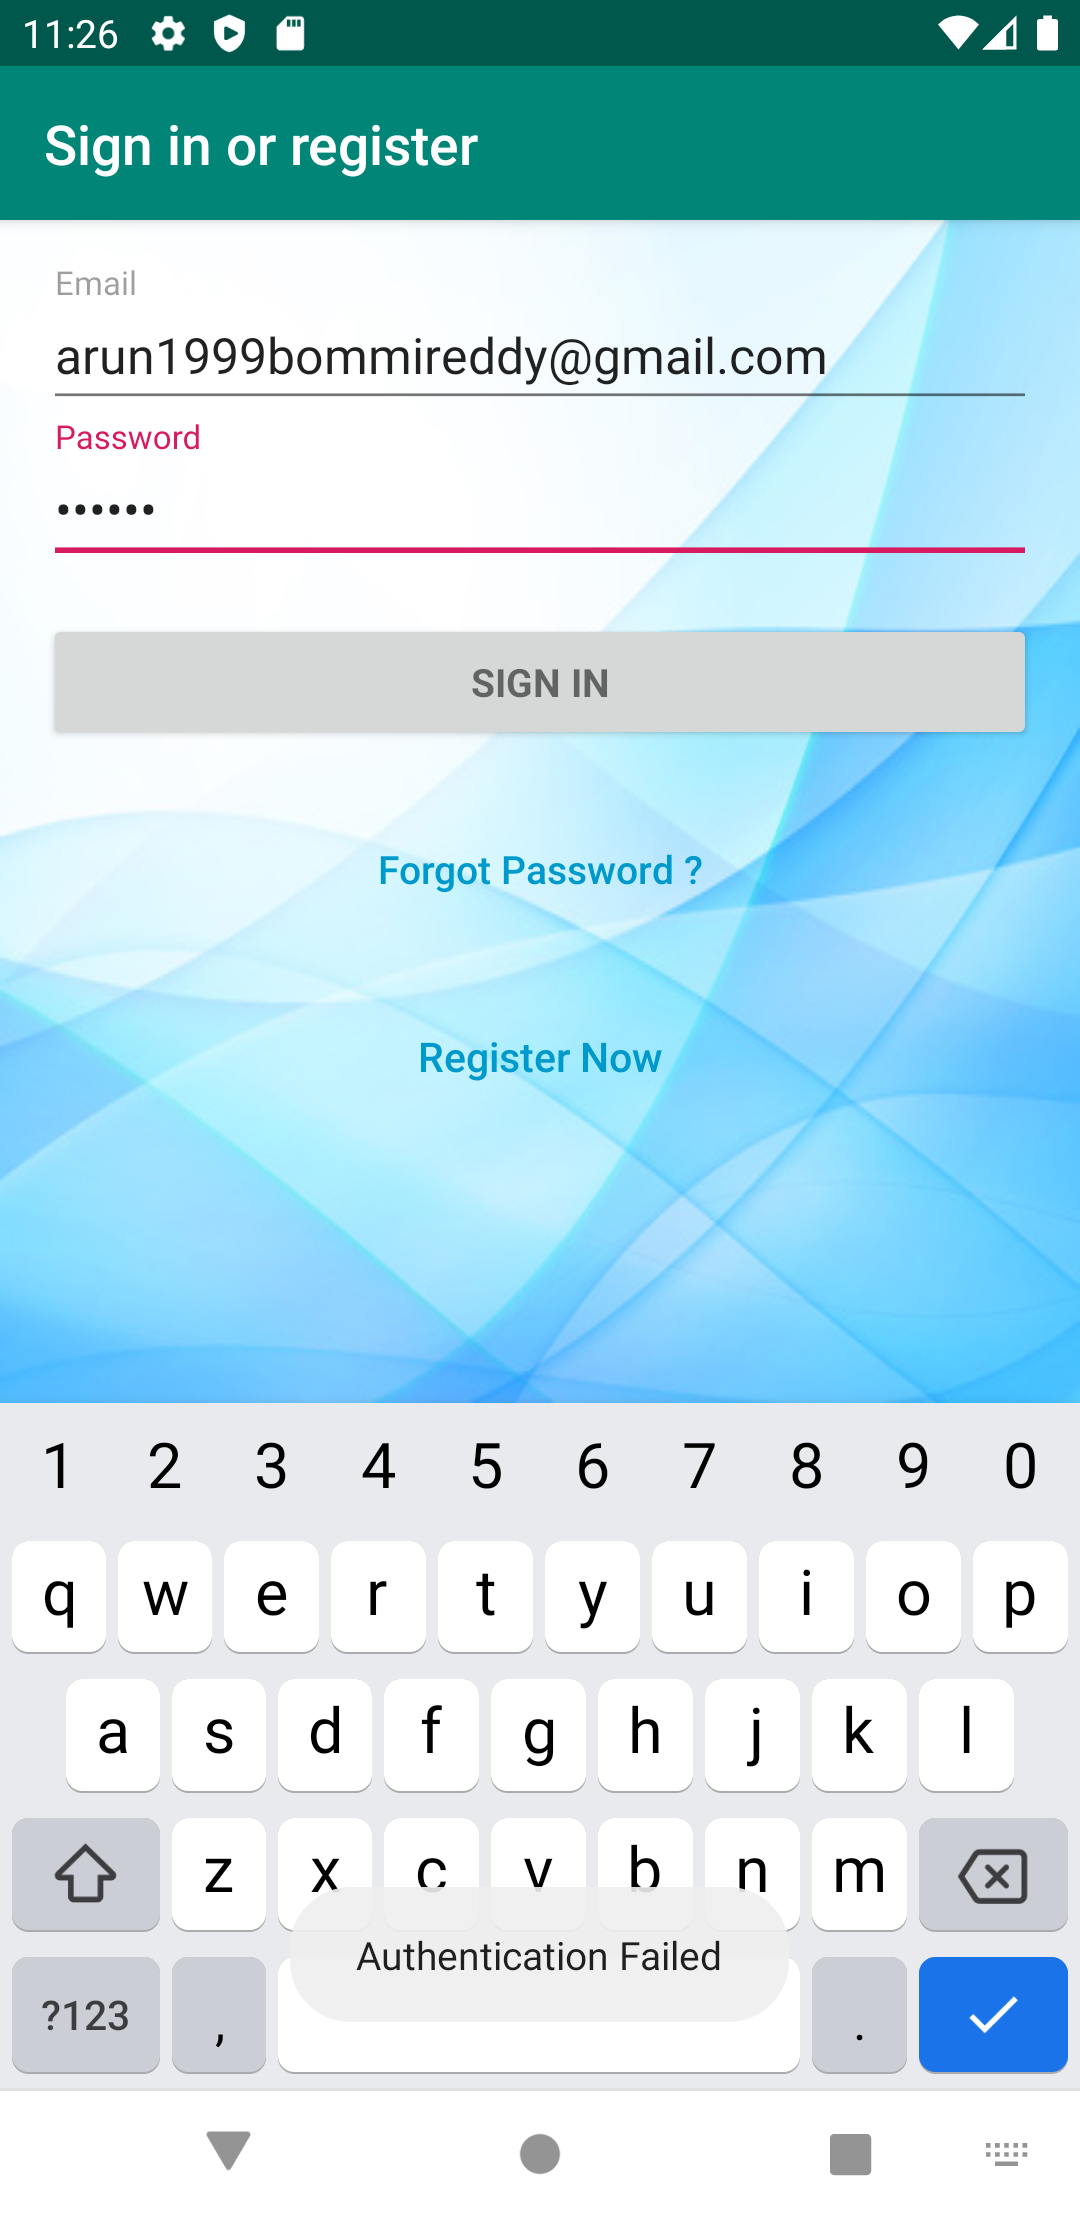 11:26
Sign in or register
Email
arun1999bommireddy@gmail.com
Password
••••••
SIGN IN
Forgot Password ?
Register Now
1 2 3 4 5 6 7 8 9 0
q w e r t y u i o p
a s d f g h j k l
z x c v b n m
Authentication Failed
?123 , .